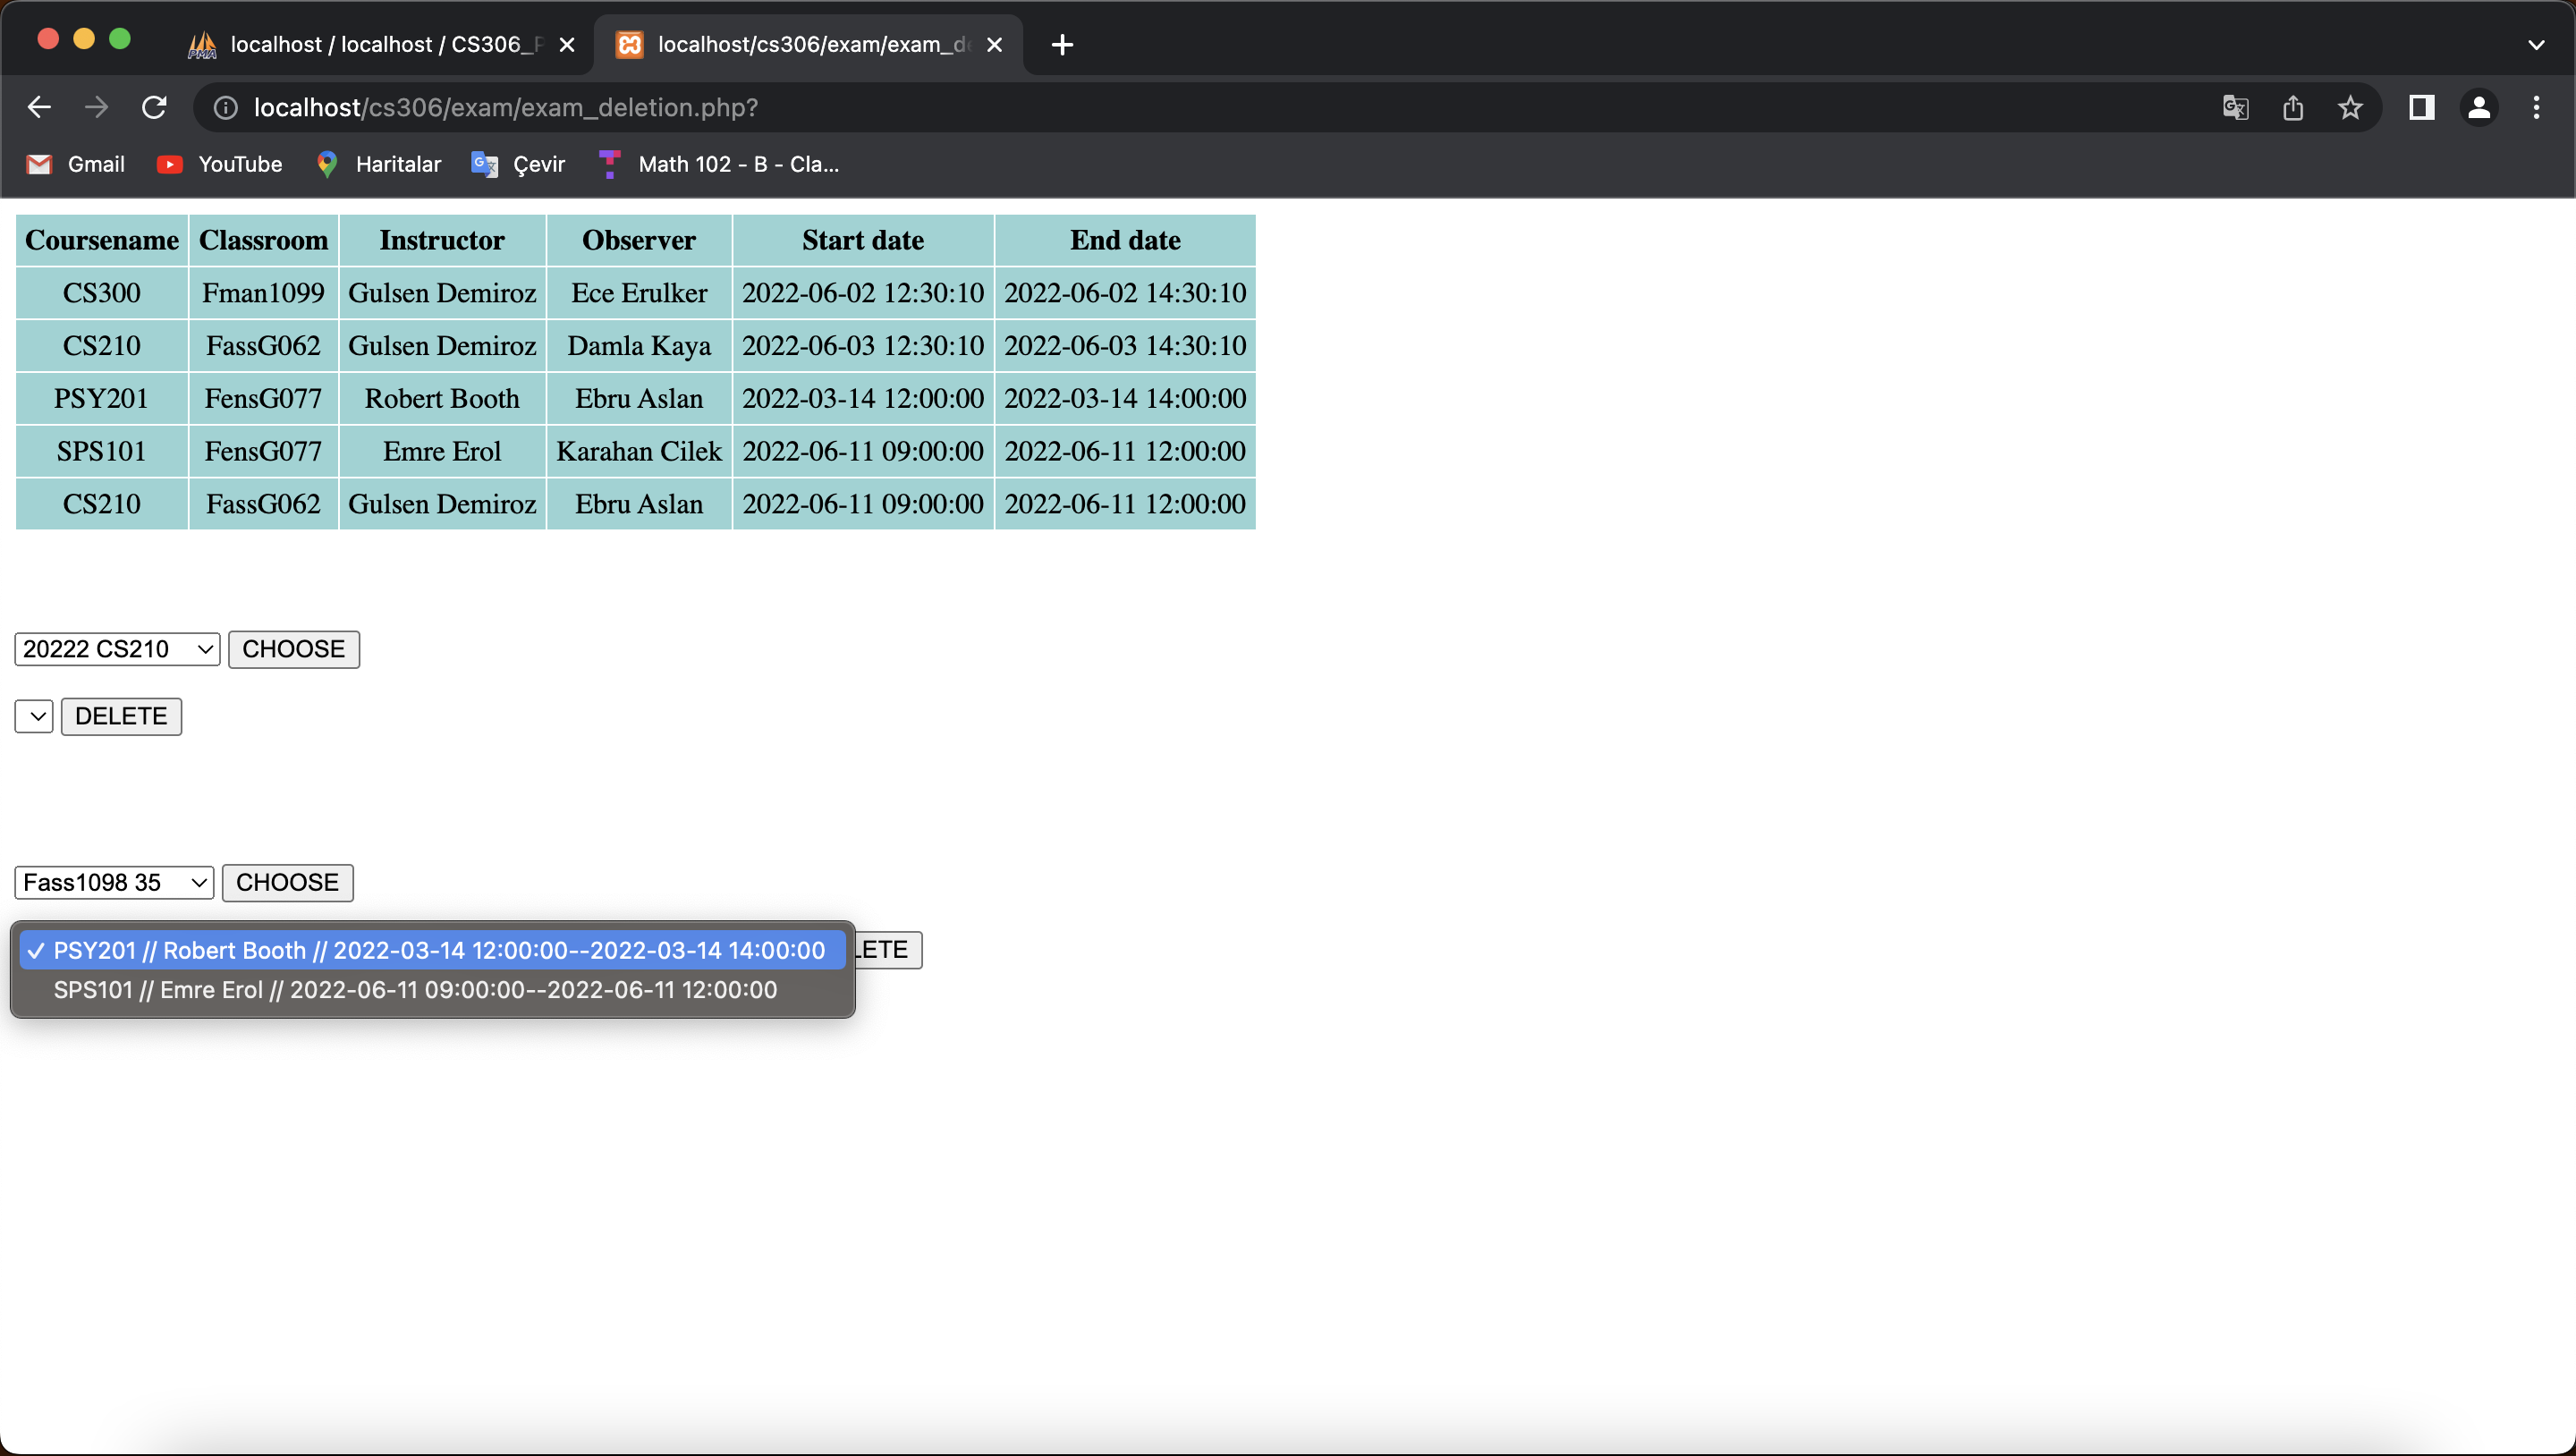 localhost / localhost / CS306_P
localhost/cs306/exam/exam_de
localhost/cs306/exam/exam_deletion.php?
Gmail YouTube Haritalar Çevir Math 102 - B - Cla...
Coursename Classroom Instructor Observer Start date End date
CS300 Fman1099 Gulsen Demiroz Ece Erulker 2022-06-02 12:30:10 2022-06-02 14:30:10
CS210 FassG062 Gulsen Demiroz Damla Kaya 2022-06-03 12:30:10 2022-06-03 14:30:10
PSY201 FensG077 Robert Booth Ebru Aslan 2022-03-14 12:00:00 2022-03-14 14:00:00
SPS101 FensG077 Emre Erol Karahan Cilek 2022-06-11 09:00:00 2022-06-11 12:00:00
CS210 FassG062 Gulsen Demiroz Ebru Aslan 2022-06-11 09:00:00 2022-06-11 12:00:00
20222 CS210 CHOOSE
DELETE
Fass1098 35 CHOOSE
PSY201 // Robert Booth // 2022-03-14 12:00:00--2022-03-14 14:00:00 LETE
SPS101 // Emre Erol // 2022-06-11 09:00:00--2022-06-11 12:00:00